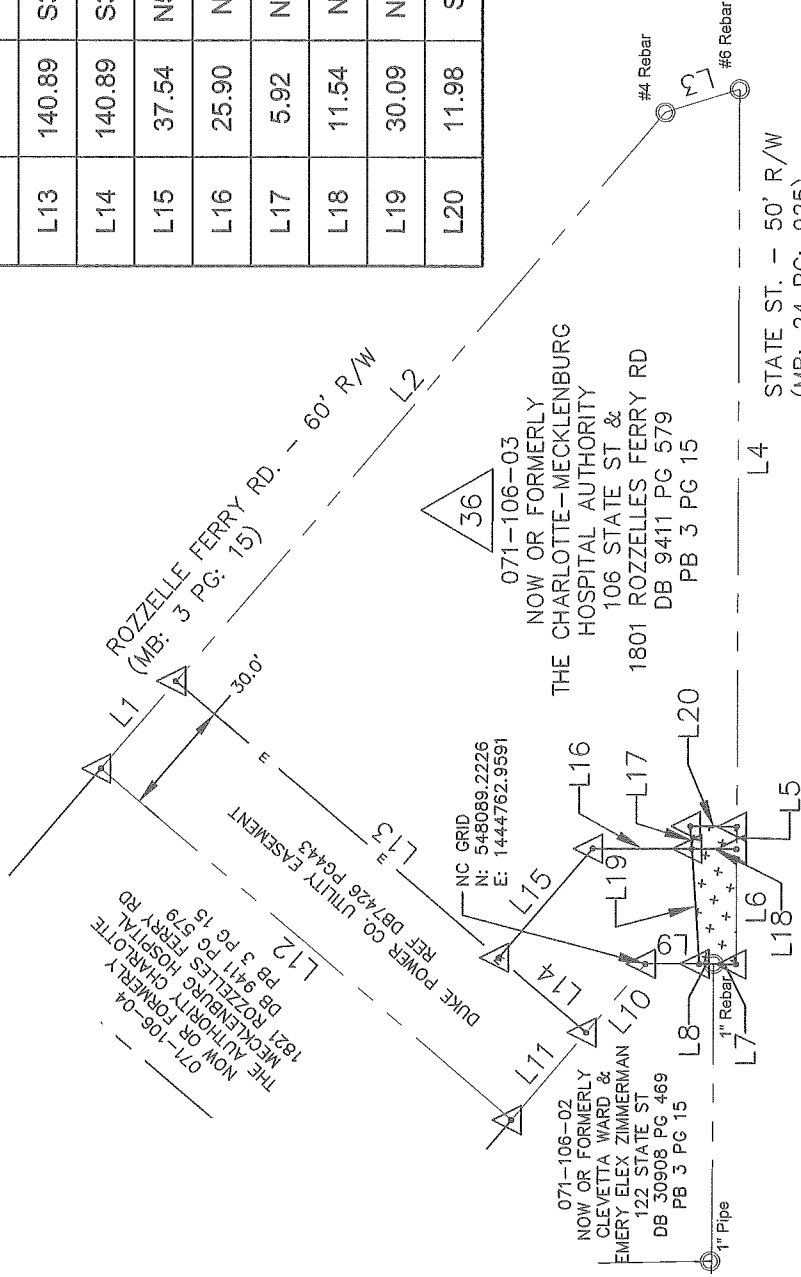 L13 140.89 S
L14 140.89 S
L15 37.54 N
L16 25.90 N
L17 5.92 N
L18 11.54 N
L19 30.09 N
L20 11.98 S
ROZZELLE FERRY RD. - 60' R/W
(MB: 3 PG: 15)
L1
L2
30.0'
#4 Rebar
L3
#6 Rebar
071-106-04
NOW OR FORMERLY
THE CHARLOTTE
MECKLENBURG HOSPITAL
AUTHORITY
1821 ROZZELLES FERRY RD
DB 9411 PG 579
PB 3 PG 15
L12
DUKE POWER CO. UTILITY EASEMENT
REF DB7426 PG443
E
E
L13
36
071-106-03
NOW OR FORMERLY
THE CHARLOTTE-MECKLENBURG
HOSPITAL AUTHORITY
106 STATE ST &
1801 ROZZELLES FERRY RD
DB 9411 PG 579
PB 3 PG 15
NC GRID
N: 548089.2226
E: 1444762.9591
L15
L14
L16
L11
L10
L9
L19
L17
L20
071-106-02
NOW OR FORMERLY
CLEVETTA WARD &
EMERY ELEX ZIMMERMAN
122 STATE ST
DB 30908 PG 469
PB 3 PG 15
L8
1" Rebar
L7
L6
L18
L5
L4
1" Pipe
STATE ST. - 50' R/W